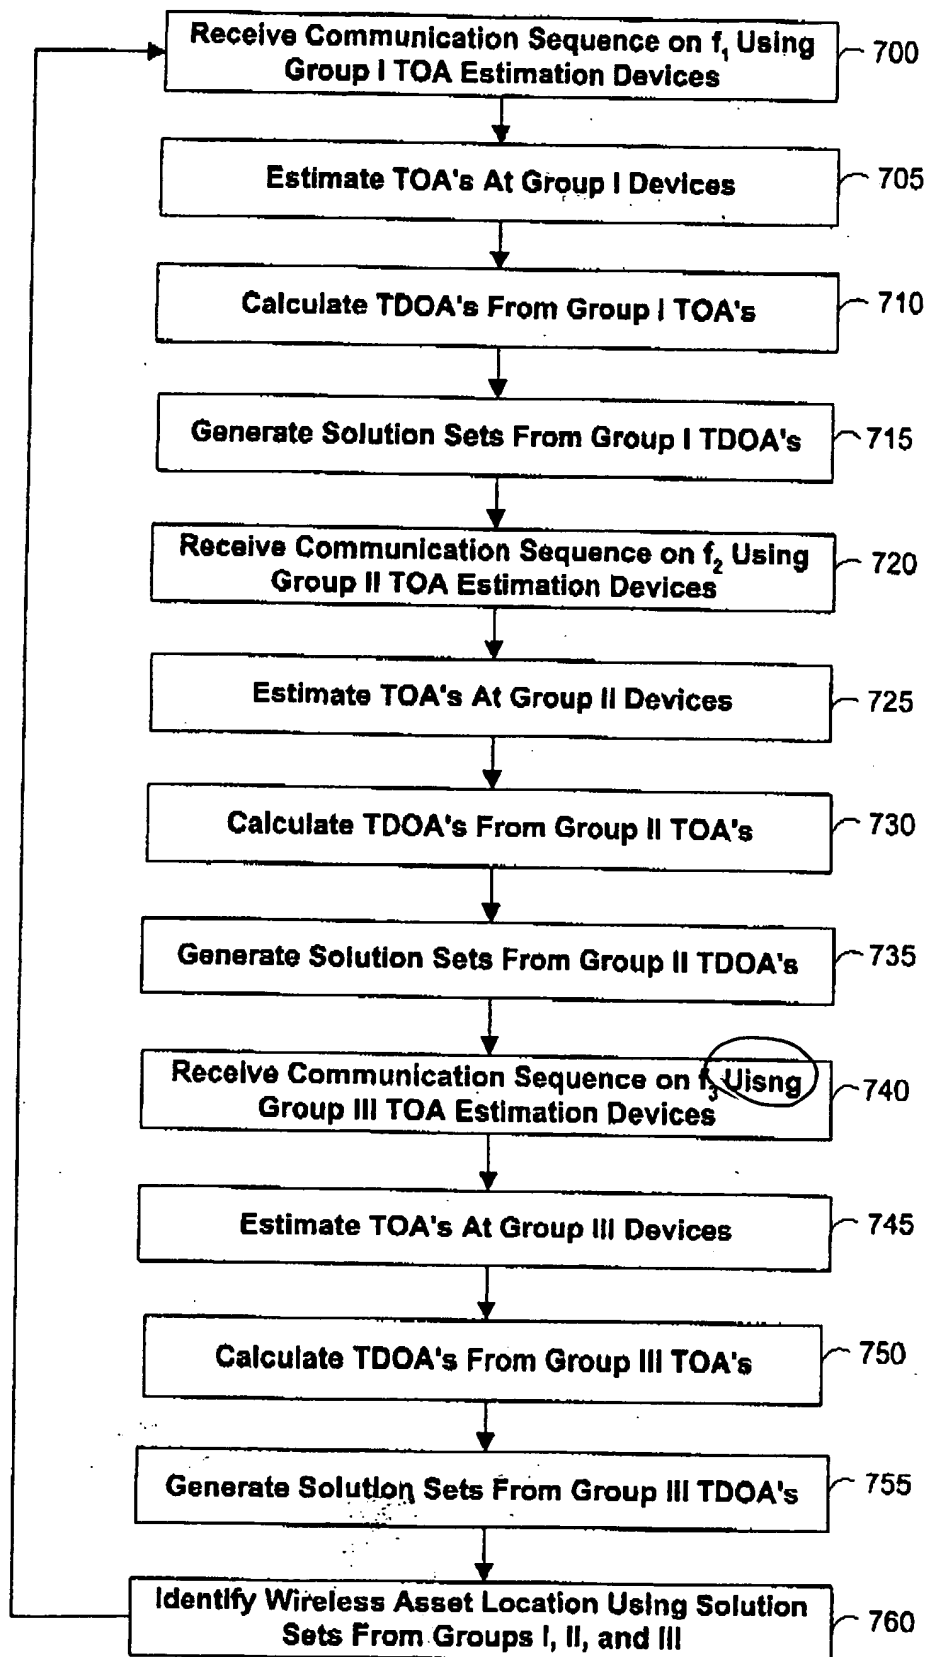 Receive Communication Sequence on f₁ Using
Group I TOA Estimation Devices
700
Estimate TOA's At Group I Devices
705
Calculate TDOA's From Group I TOA's
710
Generate Solution Sets From Group I TDOA's
715
Receive Communication Sequence on f₂ Using
Group II TOA Estimation Devices
720
Estimate TOA's At Group II Devices
725
Calculate TDOA's From Group II TOA's
730
Generate Solution Sets From Group II TDOA's
735
Receive Communication Sequence on f₃ Uisng
Group III TOA Estimation Devices
740
Estimate TOA's At Group III Devices
745
Calculate TDOA's From Group III TOA's
750
Generate Solution Sets From Group III TDOA's
755
Identify Wireless Asset Location Using Solution
Sets From Groups I, II, and III
760